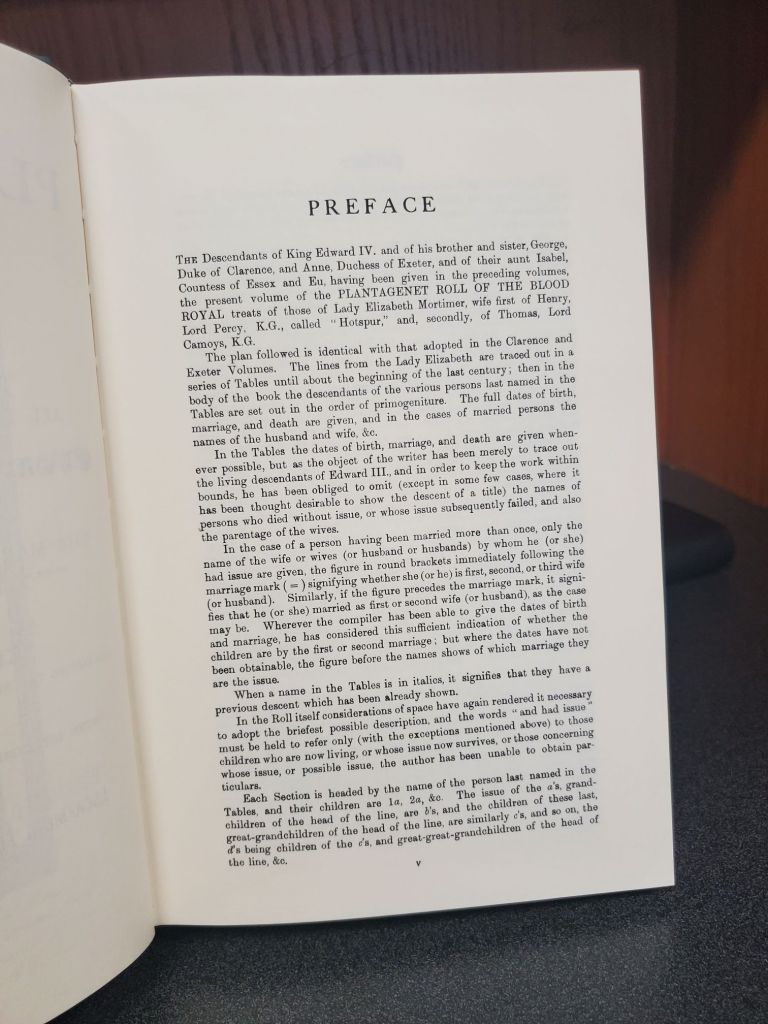 PREFACE
THE Descendants of King Edward IV. and of his brother and sister, George,
Duke of Clarence, and Anne, Duchess of Exeter, and of their aunt Isabel,
Countess of Essex and Eu, having been given in the preceding volumes,
the present volume of the PLANTAGENET ROLL OF THE BLOOD
ROYAL treats of those of Lady Elizabeth Mortimer, wife first of Henry,
Lord Percy, K.G., called "Hotspur," and, secondly, of Thomas, Lord
Camoys, K.G.
The plan followed is identical with that adopted in the Clarence and
Exeter Volumes. The lines from the Lady Elizabeth are traced out in a
series of Tables until about the beginning of the last century; then in the
body of the book the descendants of the various persons last named in the
Tables are set out in the order of primogeniture. The full dates of birth,
marriage, and death are given, and in the cases of married persons the
names of the husband and wife, &c.
In the Tables the dates of birth, marriage, and death are given when-
ever possible, but as the object of the writer has been merely to trace out
the living descendants of Edward III., and in order to keep the work within
bounds, he has been obliged to omit (except in some few cases, where it
has been thought desirable to show the descent of a title) the names of
persons who died without issue, or whose issue subsequently failed, and also
the parentage of the wives.
In the case of a person having been married more than once, only the
name of the wife or wives (or husband or husbands) by whom he (or she)
had issue are given, the figure in round brackets immediately following the
marriage mark (=) signifying whether she (or he) is first, second, or third wife
(or husband). Similarly, if the figure precedes the marriage mark, it signi-
fies that he (or she) married as first or second wife (or husband), as the case
may be. Wherever the compiler has been able to give the dates of birth
and marriage, he has considered this sufficient indication of whether the
children are by the first or second marriage; but where the dates have not
been obtainable, the figure before the names shows of which marriage they
are the issue.
When a name in the Tables is in italics, it signifies that they have a
previous descent which has been already shown.
In the Roll itself considerations of space have again rendered it necessary
to adopt the briefest possible description, and the words "and had issue"
must be held to refer only (with the exceptions mentioned above) to those
children who are now living, or whose issue now survives, or those concerning
whose issue, or possible issue, the author has been unable to obtain par-
ticulars.
Each Section is headed by the name of the person last named in the
Tables, and their children are 1a, 2a, &c. The issue of the a's, grand-
children of the head of the line, are b's, and the children of these last,
great-grandchildren of the head of the line, are similarly c's, and so on, the
d's being children of the c's, and great-great-grandchildren of the head of
the line, &c.
v